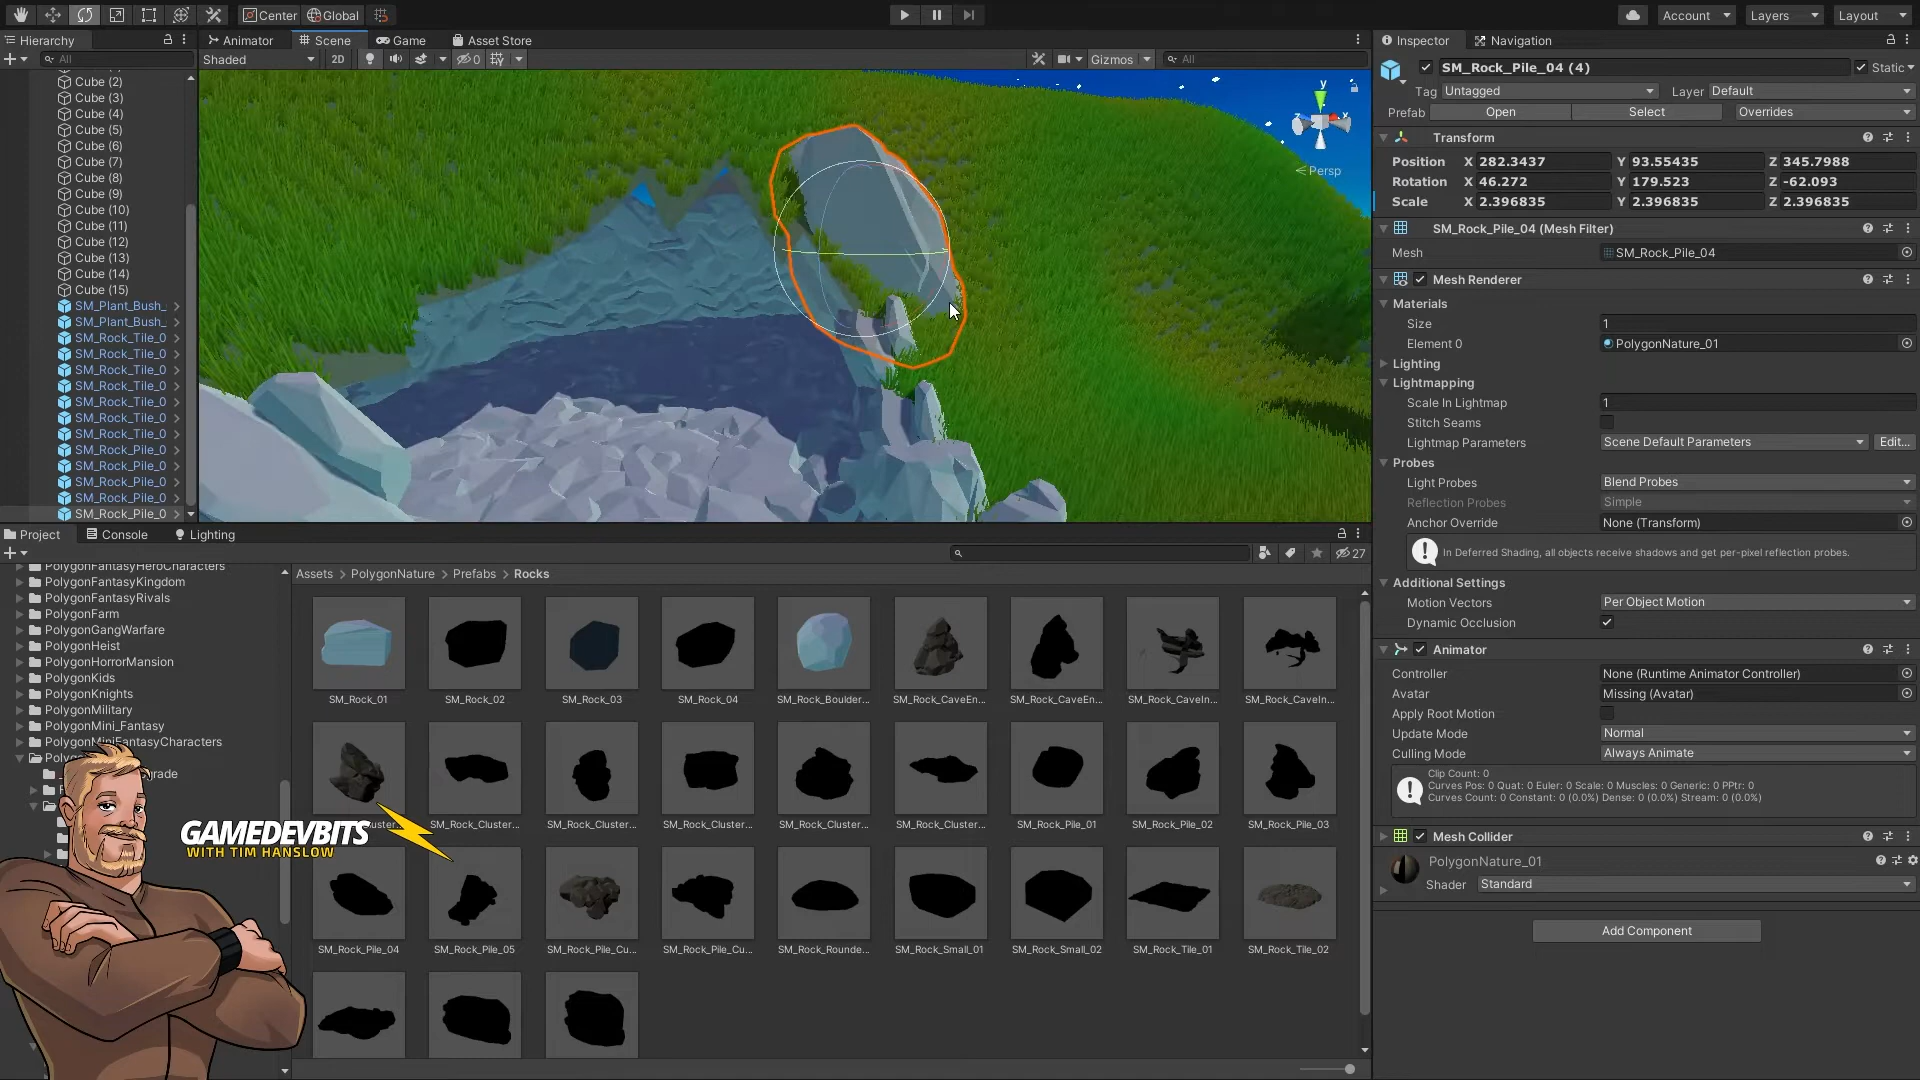 Center
Global
Account
Layers
Layout
Hierarchy
All
Cube (2)
Cube (3)
Cube (4)
Cube (5)
Cube (6)
Cube (7)
Cube (8)
Cube (9)
Cube (10)
Cube (11)
Cube (12)
Cube (13)
Cube (14)
Cube (15)
SM_Plant_Bush_
SM_Plant_Bush_
SM_Rock_Tile_0
SM_Rock_Tile_0
SM_Rock_Tile_0
SM_Rock_Tile_0
SM_Rock_Tile_0
SM_Rock_Tile_0
SM_Rock_Tile_0
SM_Rock_Pile_0
SM_Rock_Pile_0
SM_Rock_Pile_0
SM_Rock_Pile_0
SM_Rock_Pile_0
Animator
Scene
Game
Asset Store
Shaded
2D
0
Gizmos
All
y
x
z
Persp
Inspector
Navigation
SM_Rock_Pile_04 (4)
Static
Tag Untagged
Layer Default
Prefab Open Select Overrides
Transform
Position X 282.3437 Y 93.55435 Z 345.7988
Rotation X 46.272 Y 179.523 Z -62.093
Scale X 2.396835 Y 2.396835 Z 2.396835
SM_Rock_Pile_04 (Mesh Filter)
Mesh SM_Rock_Pile_04
Mesh Renderer
Materials
Size 1
Element 0 PolygonNature_01
Lighting
Lightmapping
Scale In Lightmap 1
Stitch Seams
Lightmap Parameters Scene Default Parameters Edit...
Probes
Light Probes Blend Probes
Reflection Probes Simple
Anchor Override None (Transform)
In Deferred Shading, all objects receive shadows and get per-pixel reflection probes.
Additional Settings
Motion Vectors Per Object Motion
Dynamic Occlusion
Animator
Controller None (Runtime Animator Controller)
Avatar Missing (Avatar)
Apply Root Motion
Update Mode Normal
Culling Mode Always Animate
Clip Count: 0
Curves Pos: 0 Quat: 0 Euler: 0 Scale: 0 Muscles: 0 Generic: 0 PPtr: 0
Curves Count: 0 Constant: 0 (0.0%) Dense: 0 (0.0%) Stream: 0 (0.0%)
Mesh Collider
PolygonNature_01
Shader Standard
Add Component
Project
Console
Lighting
27
PolygonFantasyHeroCharacters
PolygonFantasyKingdom
PolygonFantasyRivals
PolygonFarm
PolygonGangWarfare
PolygonHeist
PolygonHorrorMansion
PolygonKids
PolygonKnights
PolygonMilitary
PolygonMini_Fantasy
PolygonMiniFantasyCharacters
Polyg
grade
Assets > PolygonNature > Prefabs > Rocks
SM_Rock_01
SM_Rock_02
SM_Rock_03
SM_Rock_04
SM_Rock_Boulder...
SM_Rock_CaveEn...
SM_Rock_CaveEn...
SM_Rock_CaveIn...
SM_Rock_CaveIn...
uster...
SM_Rock_Cluster...
SM_Rock_Cluster...
SM_Rock_Cluster...
SM_Rock_Cluster...
SM_Rock_Cluster...
SM_Rock_Pile_01
SM_Rock_Pile_02
SM_Rock_Pile_03
SM_Rock_Pile_04
SM_Rock_Pile_05
SM_Rock_Pile_Cu...
SM_Rock_Pile_Cu...
SM_Rock_Rounde...
SM_Rock_Small_01
SM_Rock_Small_02
SM_Rock_Tile_01
SM_Rock_Tile_02
GAMEDEVBITS
WITH TIM HANSLOW